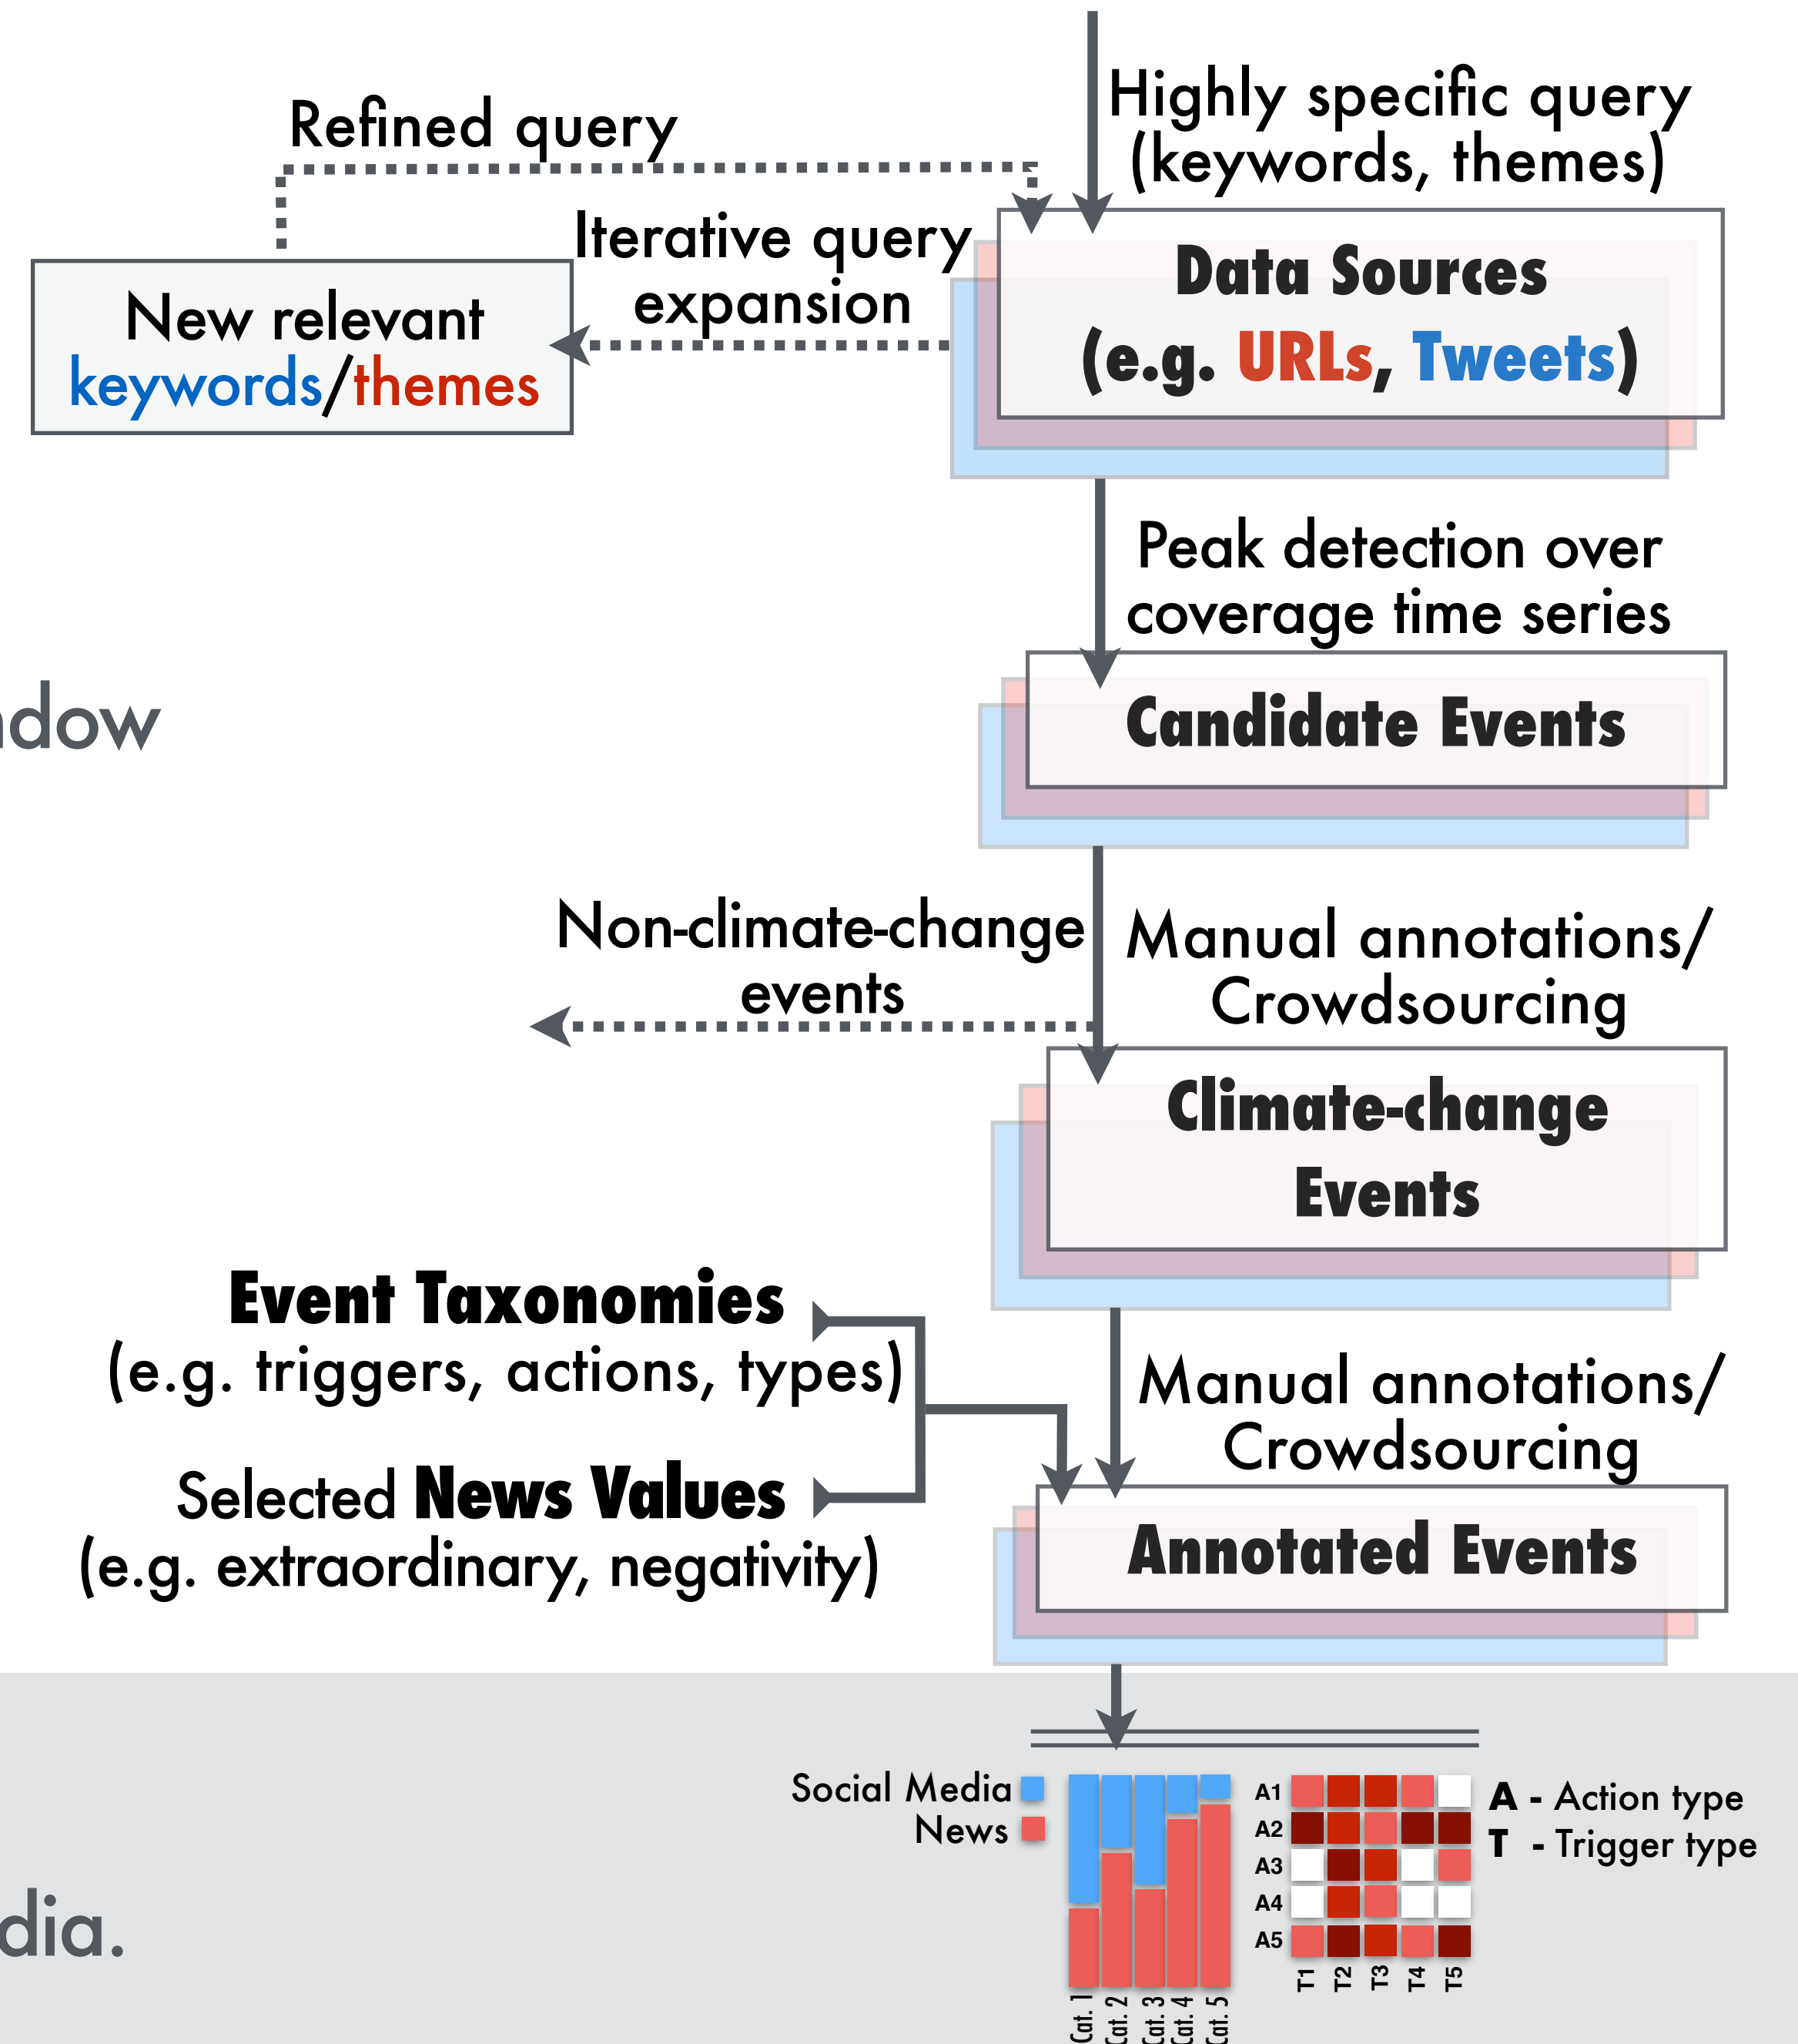 Highly specific query
(keywords, themes)
Refined query
Iterative query
expansion
New relevant
keywords/themes
Data Sources
(e.g. URLs, Tweets)
Peak detection over
coverage time series
Candidate Events
Non-climate-change
events
Manual annotations/
Crowdsourcing
Climate-change
Events
Event Taxonomies
(e.g. triggers, actions, types)
Selected News Values
(e.g. extraordinary, negativity)
Manual annotations/
Crowdsourcing
Annotated Events
Social Media
News
Cat. 1
Cat. 2
Cat. 3
Cat. 4
Cat. 5
A1
A2
A3
A4
A5
T1
T2
T3
T4
T5
A - Action type
T - Trigger type